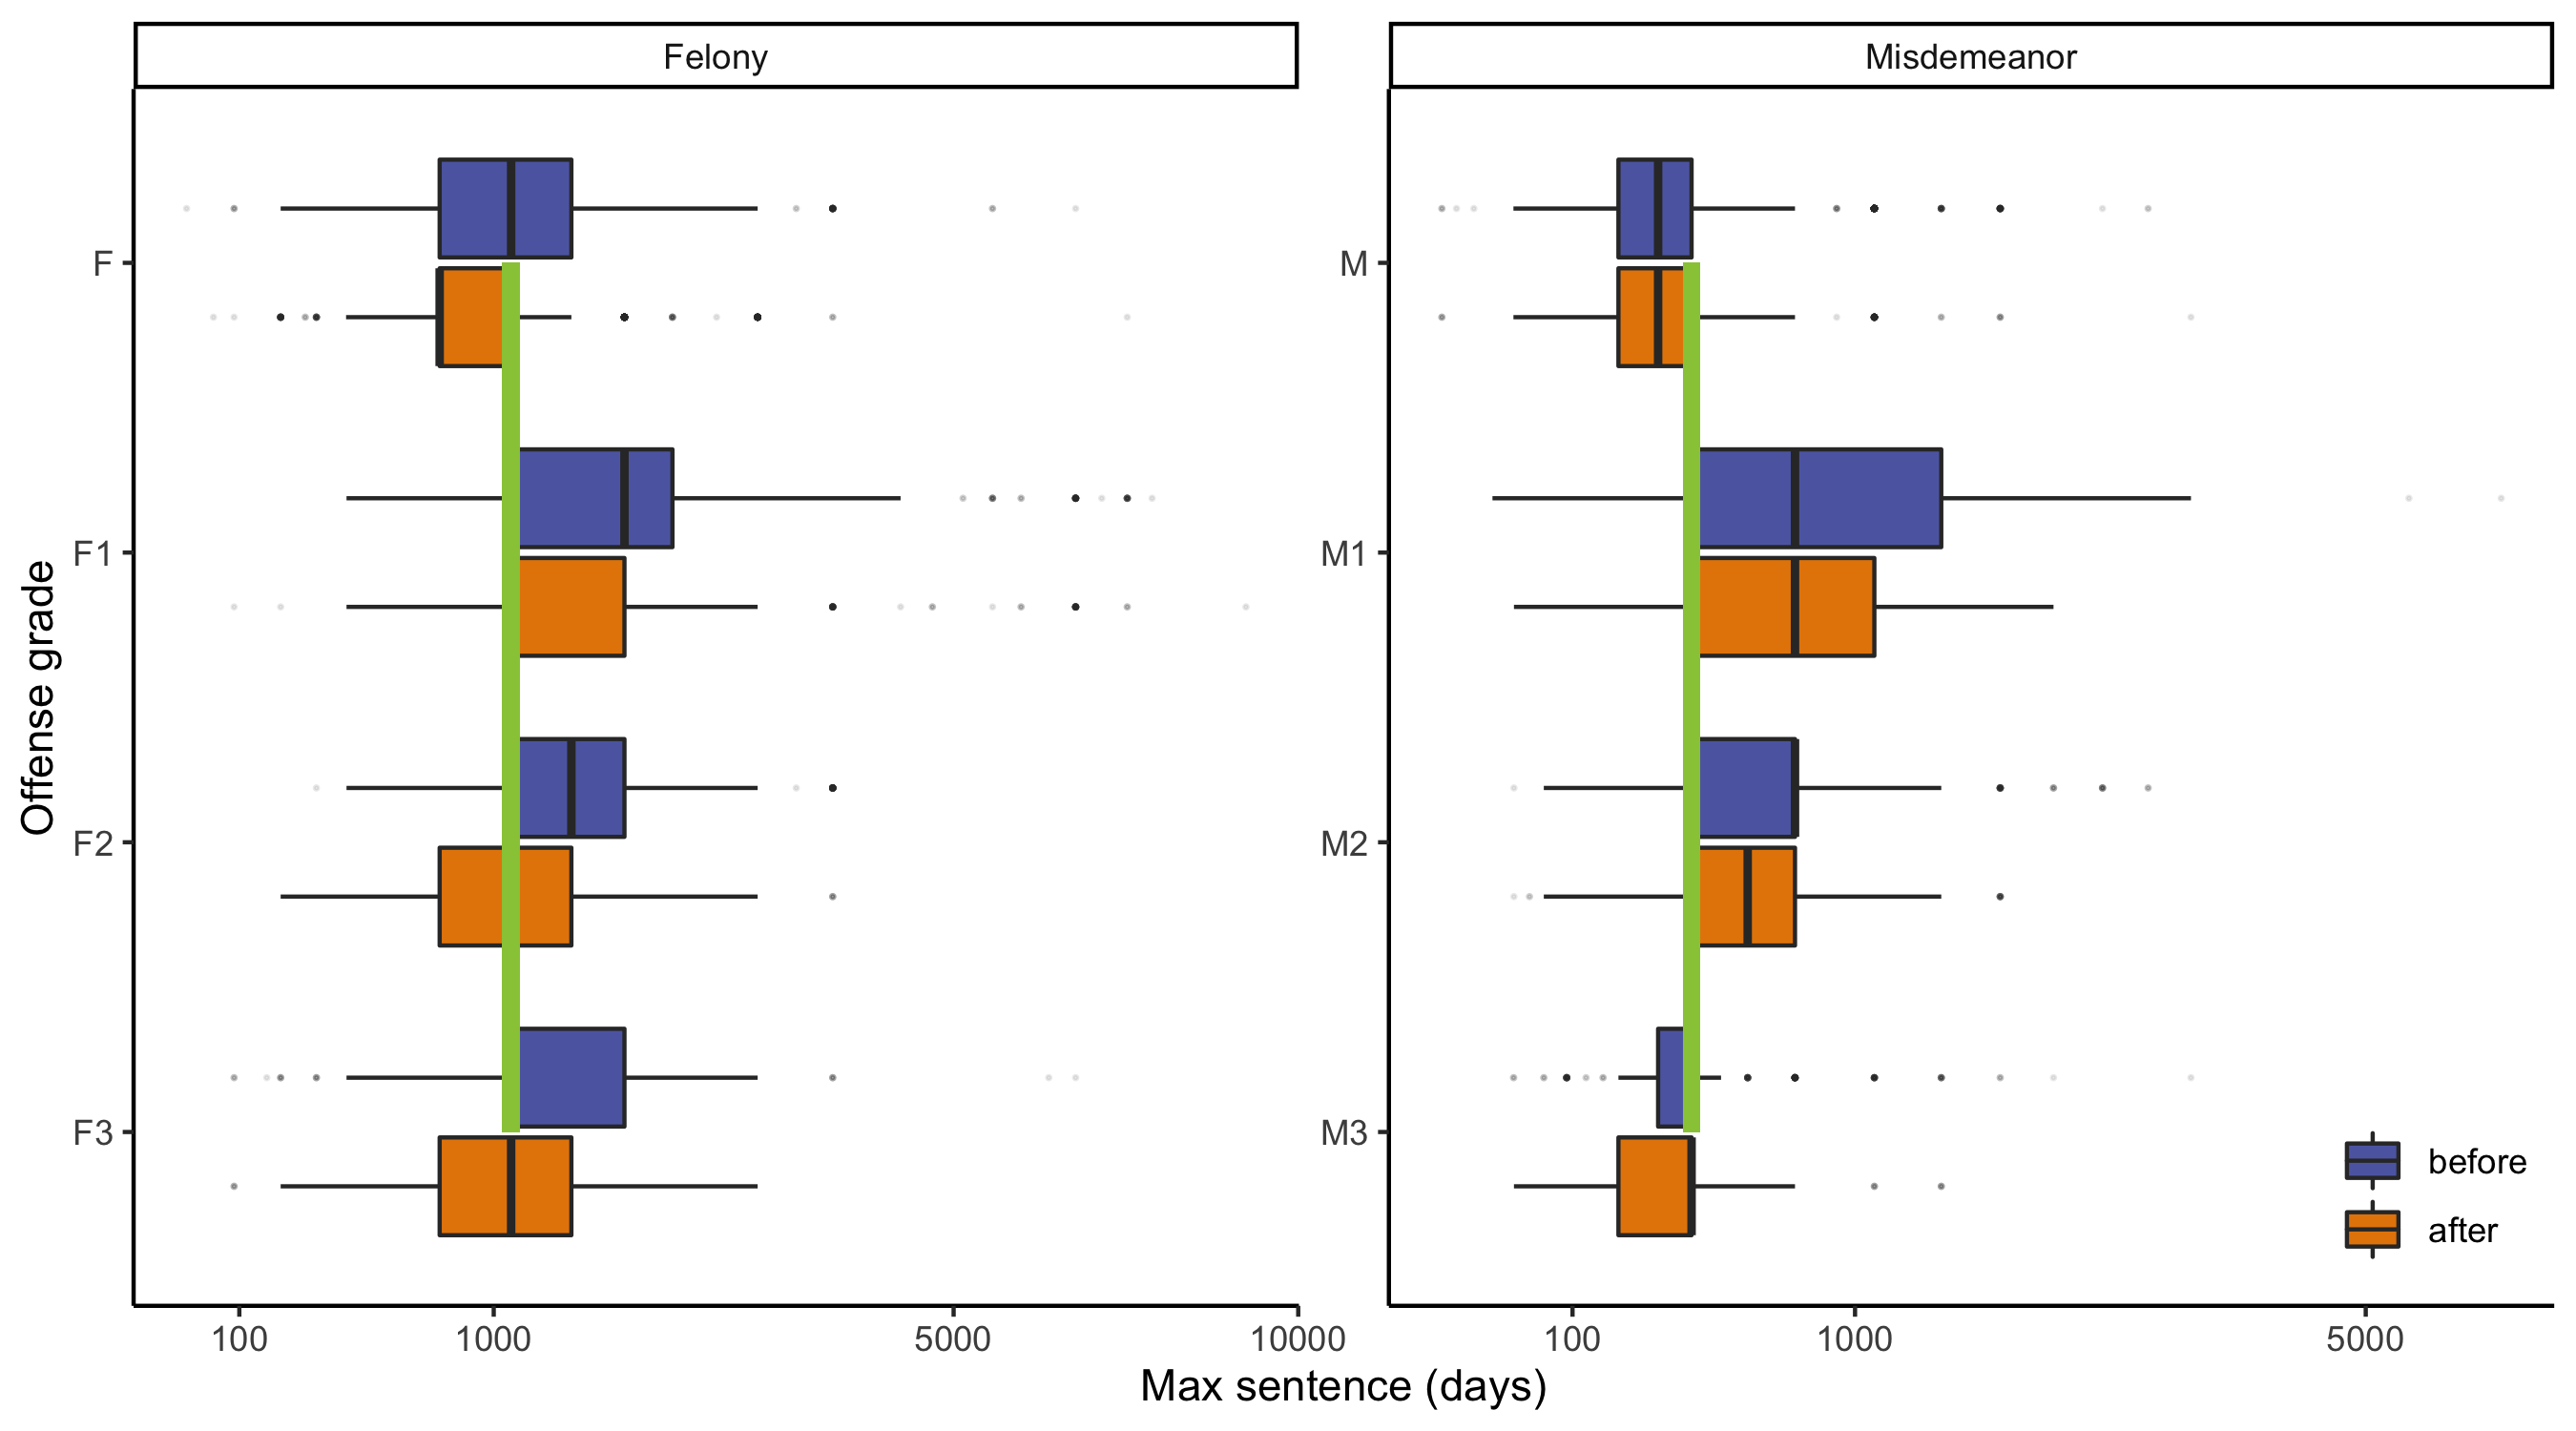 Felony
Misdemeanor
Offense grade
F
F1
F2
F3
M
M1
M2
M3
before
after
100 1000 5000 10000
100 1000 5000
Max sentence (days)